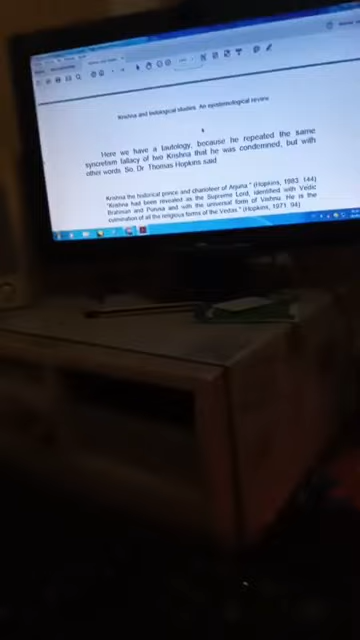 Krishna and Indological studies. An epistemological review
Here we have a tautology, because he repeated the same
syncretism fallacy of two Krishna that he was condemned, but with
other words. So, Dr Thomas Hopkins said
Krishna the historical prince and charioteer of Arjuna." (Hopkins, 1983: 144)
"Krishna had been revealed as the Supreme Lord, identified with Vedic
Brahman and Purusa and with the universal form of Vishnu. He is the
culmination of all the religious forms of the Vedas." (Hopkins, 1971: 94)